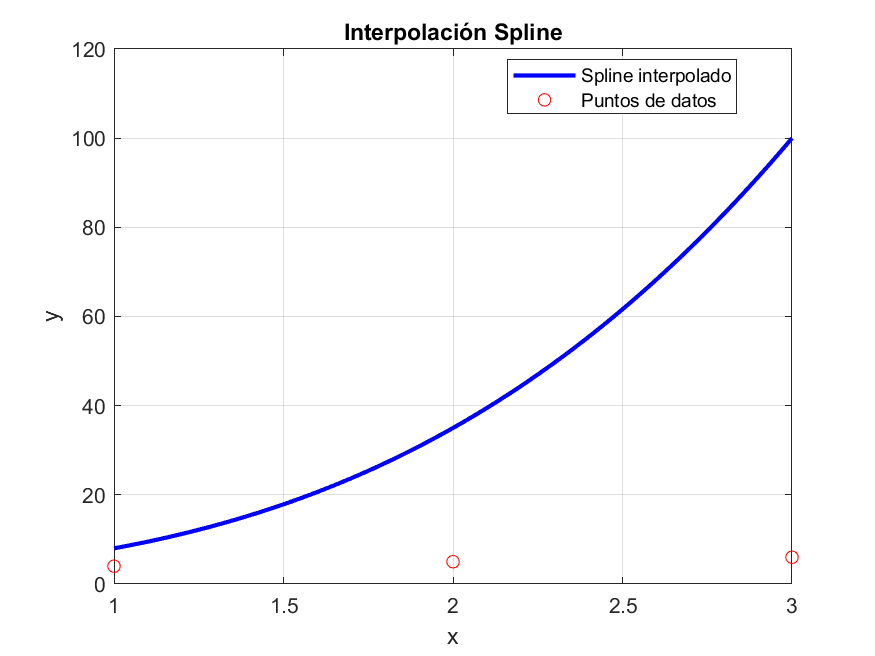 Interpolación Spline
Spline interpolado
Puntos de datos
120
100
80
60
40
20
0
y
1
1.5
2
2.5
3
x